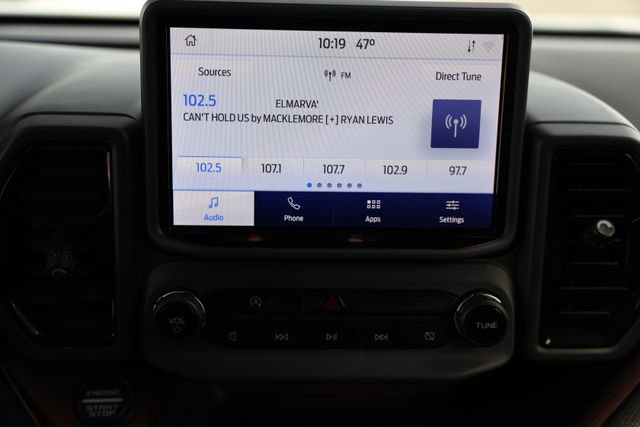 10:19 47º
Sources FM Direct Tune
102.5 ELMARVA'
CAN'T HOLD US by MACKLEMORE [+] RYAN LEWIS
102.5 107.1 107.7 102.9 97.7
Audio Phone Apps Settings
VOL TUNE
ENGINE
START
STOP